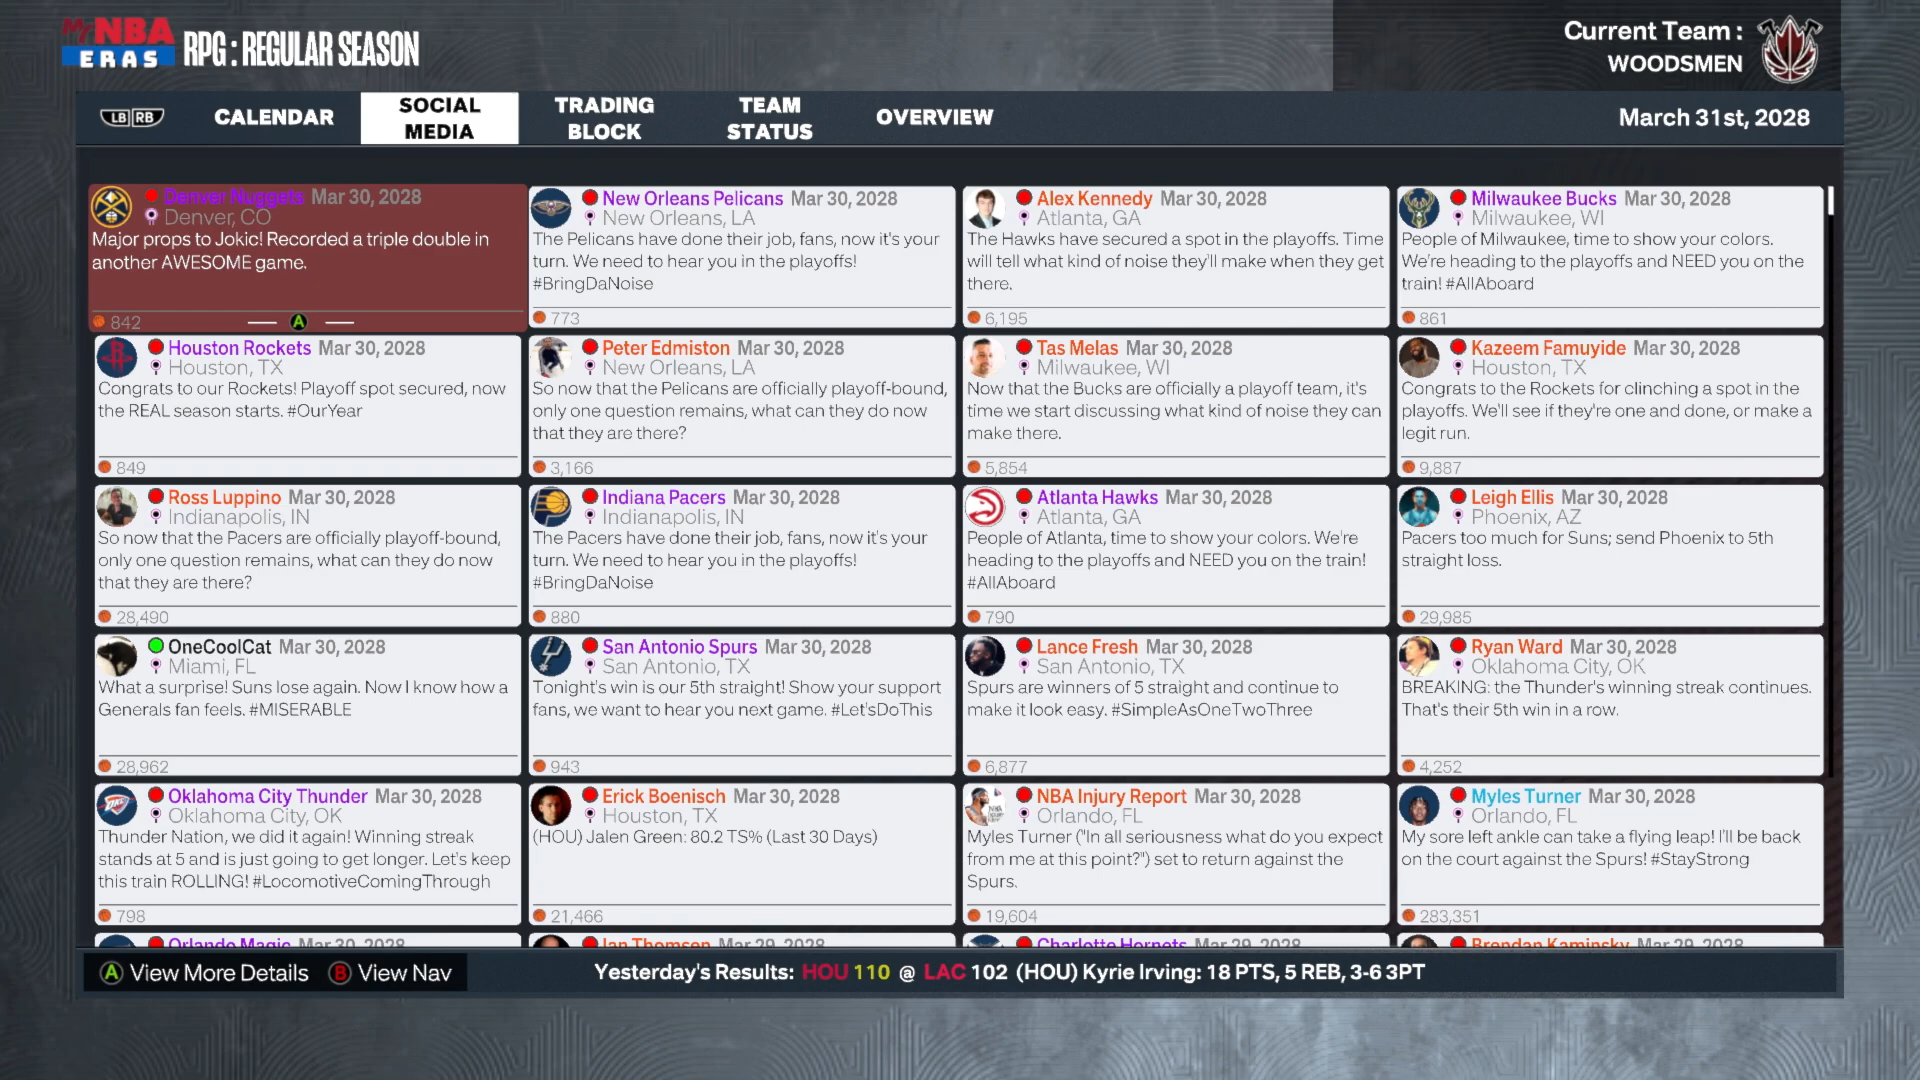 My NBA
ERAS
RPG : REGULAR SEASON
Current Team :
WOODSMEN
LB RB
CALENDAR
SOCIAL
MEDIA
TRADING
BLOCK
TEAM
STATUS
OVERVIEW
March 31st, 2028
Denver Nuggets Mar 30, 2028
Denver, CO
Major props to Jokic! Recorded a triple double in
another AWESOME game.
842
A
New Orleans Pelicans Mar 30, 2028
New Orleans, LA
The Pelicans have done their job, fans, now it's your
turn. We need to hear you in the playoffs!
#BringDaNoise
773
Alex Kennedy Mar 30, 2028
Atlanta, GA
The Hawks have secured a spot in the playoffs. Time
will tell what kind of noise they'll make when they get
there.
6,195
Milwaukee Bucks Mar 30, 2028
Milwaukee, WI
People of Milwaukee, time to show your colors.
We're heading to the playoffs and NEED you on the
train! #AllAboard
861
Houston Rockets Mar 30, 2028
Houston, TX
Congrats to our Rockets! Playoff spot secured, now
the REAL season starts. #OurYear
849
Peter Edmiston Mar 30, 2028
New Orleans, LA
So now that the Pelicans are officially playoff-bound,
only one question remains, what can they do now
that they are there?
3,166
Tas Melas Mar 30, 2028
Milwaukee, WI
Now that the Bucks are officially a playoff team, it's
time we start discussing what kind of noise they can
make there.
5,854
Kazeem Famuyide Mar 30, 2028
Houston, TX
Congrats to the Rockets for clinching a spot in the
playoffs. We'll see if they're one and done, or make a
legit run.
9,887
Ross Luppino Mar 30, 2028
Indianapolis, IN
So now that the Pacers are officially playoff-bound,
only one question remains, what can they do now
that they are there?
28,490
Indiana Pacers Mar 30, 2028
Indianapolis, IN
The Pacers have done their job, fans, now it's your
turn. We need to hear you in the playoffs!
#BringDaNoise
880
Atlanta Hawks Mar 30, 2028
Atlanta, GA
People of Atlanta, time to show your colors. We're
heading to the playoffs and NEED you on the train!
#AllAboard
790
Leigh Ellis Mar 30, 2028
Phoenix, AZ
Pacers too much for Suns; send Phoenix to 5th
straight loss.
29,985
OneCoolCat Mar 30, 2028
Miami, FL
What a surprise! Suns lose again. Now I know how a
Generals fan feels. #MISERABLE
28,962
San Antonio Spurs Mar 30, 2028
San Antonio, TX
Tonight's win is our 5th straight! Show your support
fans, we want to hear you next game. #Let'sDoThis
943
Lance Fresh Mar 30, 2028
San Antonio, TX
Spurs are winners of 5 straight and continue to
make it look easy. #SimpleAsOneTwoThree
6,877
Ryan Ward Mar 30, 2028
Oklahoma City, OK
BREAKING: the Thunder's winning streak continues.
That's their 5th win in a row.
4,252
Oklahoma City Thunder Mar 30, 2028
Oklahoma City, OK
Thunder Nation, we did it again! Winning streak
stands at 5 and is just going to get longer. Let's keep
this train ROLLING! #LocomotiveComingThrough
798
Erick Boenisch Mar 30, 2028
Houston, TX
(HOU) Jalen Green: 80.2 TS% (Last 30 Days)
21,466
NBA Injury Report Mar 30, 2028
Orlando, FL
Myles Turner ("In all seriousness what do you expect
from me at this point?") set to return against the
Spurs.
19,604
Myles Turner Mar 30, 2028
Orlando, FL
My sore left ankle can take a flying leap! I'll be back
on the court against the Spurs! #StayStrong
283,351
Orlando Magic Mar 30, 2028
Ian Thomsen Mar 29, 2028
Charlotte Hornets Mar 29, 2028
Brendan Kaminsky Mar 29, 2028
A View More Details B View Nav
Yesterday's Results: HOU 110 @ LAC 102 (HOU) Kyrie Irving: 18 PTS, 5 REB, 3-6 3PT